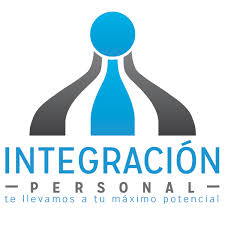 INTEGRACIÓN
PERSONAL
te llevamos a tu máximo potencial